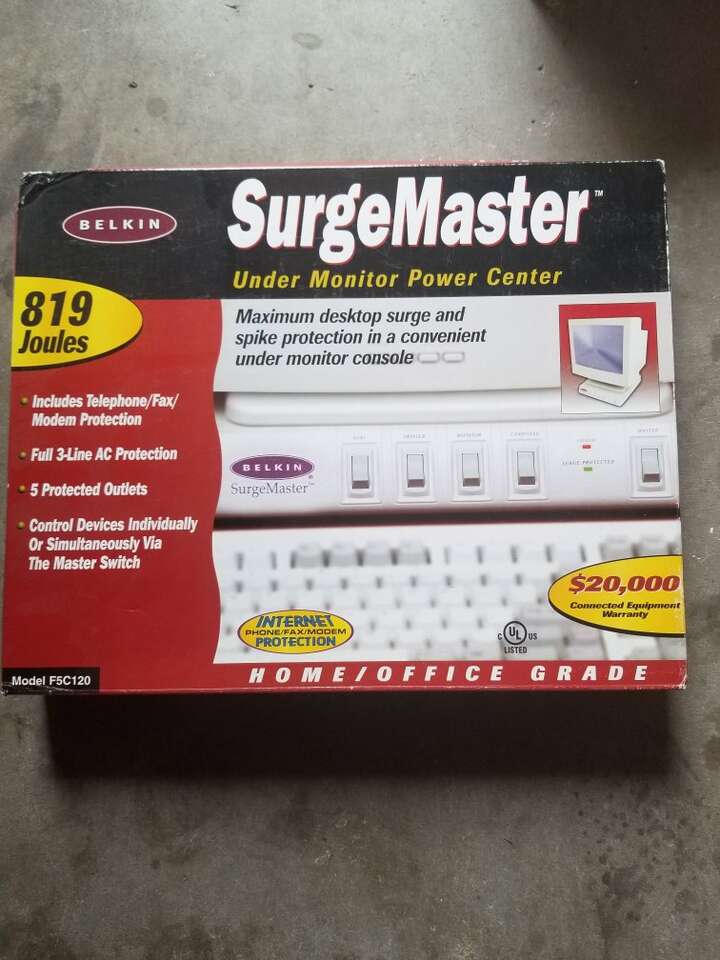 BELKIN
SurgeMaster™
Under Monitor Power Center
819
Joules
Maximum desktop surge and
spike protection in a convenient
under monitor console
• Includes Telephone/Fax/
Modem Protection
• Full 3-Line AC Protection
• 5 Protected Outlets
• Control Devices Individually
Or Simultaneously Via
The Master Switch
PRINTER
MONITOR
COMPUTER
MASTER
SURGE PROTECTED
BELKIN®
SurgeMaster™
$20,000
Connected Equipment
Warranty
INTERNET
PHONE/FAX/MODEM
PROTECTION
C UL US
LISTED
Model F5C120
HOME/OFFICE GRADE